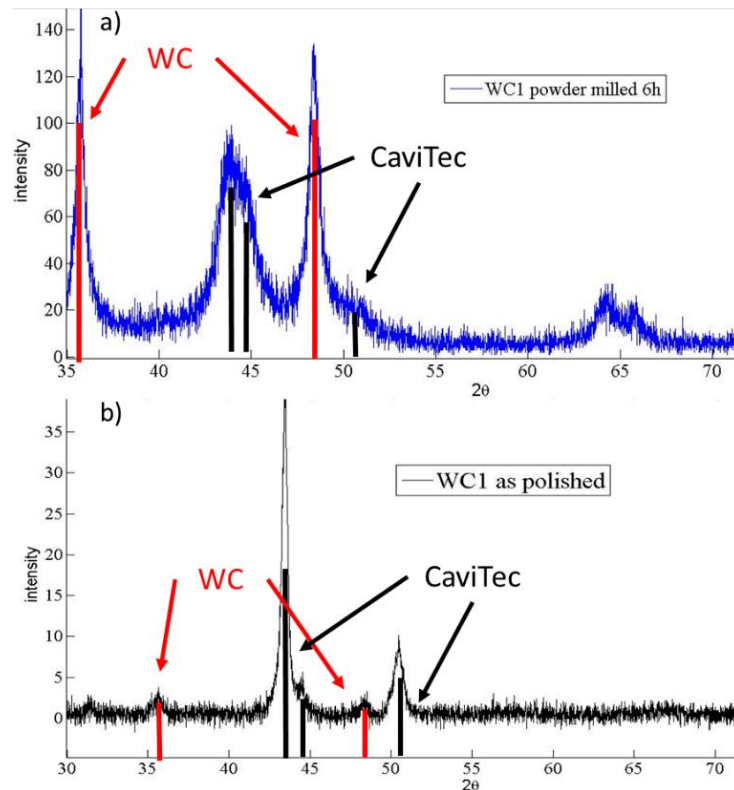 a)
140
120
100
80
60
40
20
0
intensity
WC
CaviTec
WC1 powder milled 6h
35 40 45 50 55 60 65 70
2θ
b)
35
30
25
20
15
10
5
0
intensity
WC
CaviTec
WC1 as polished
30 35 40 45 50 55 60 65 70
2θ